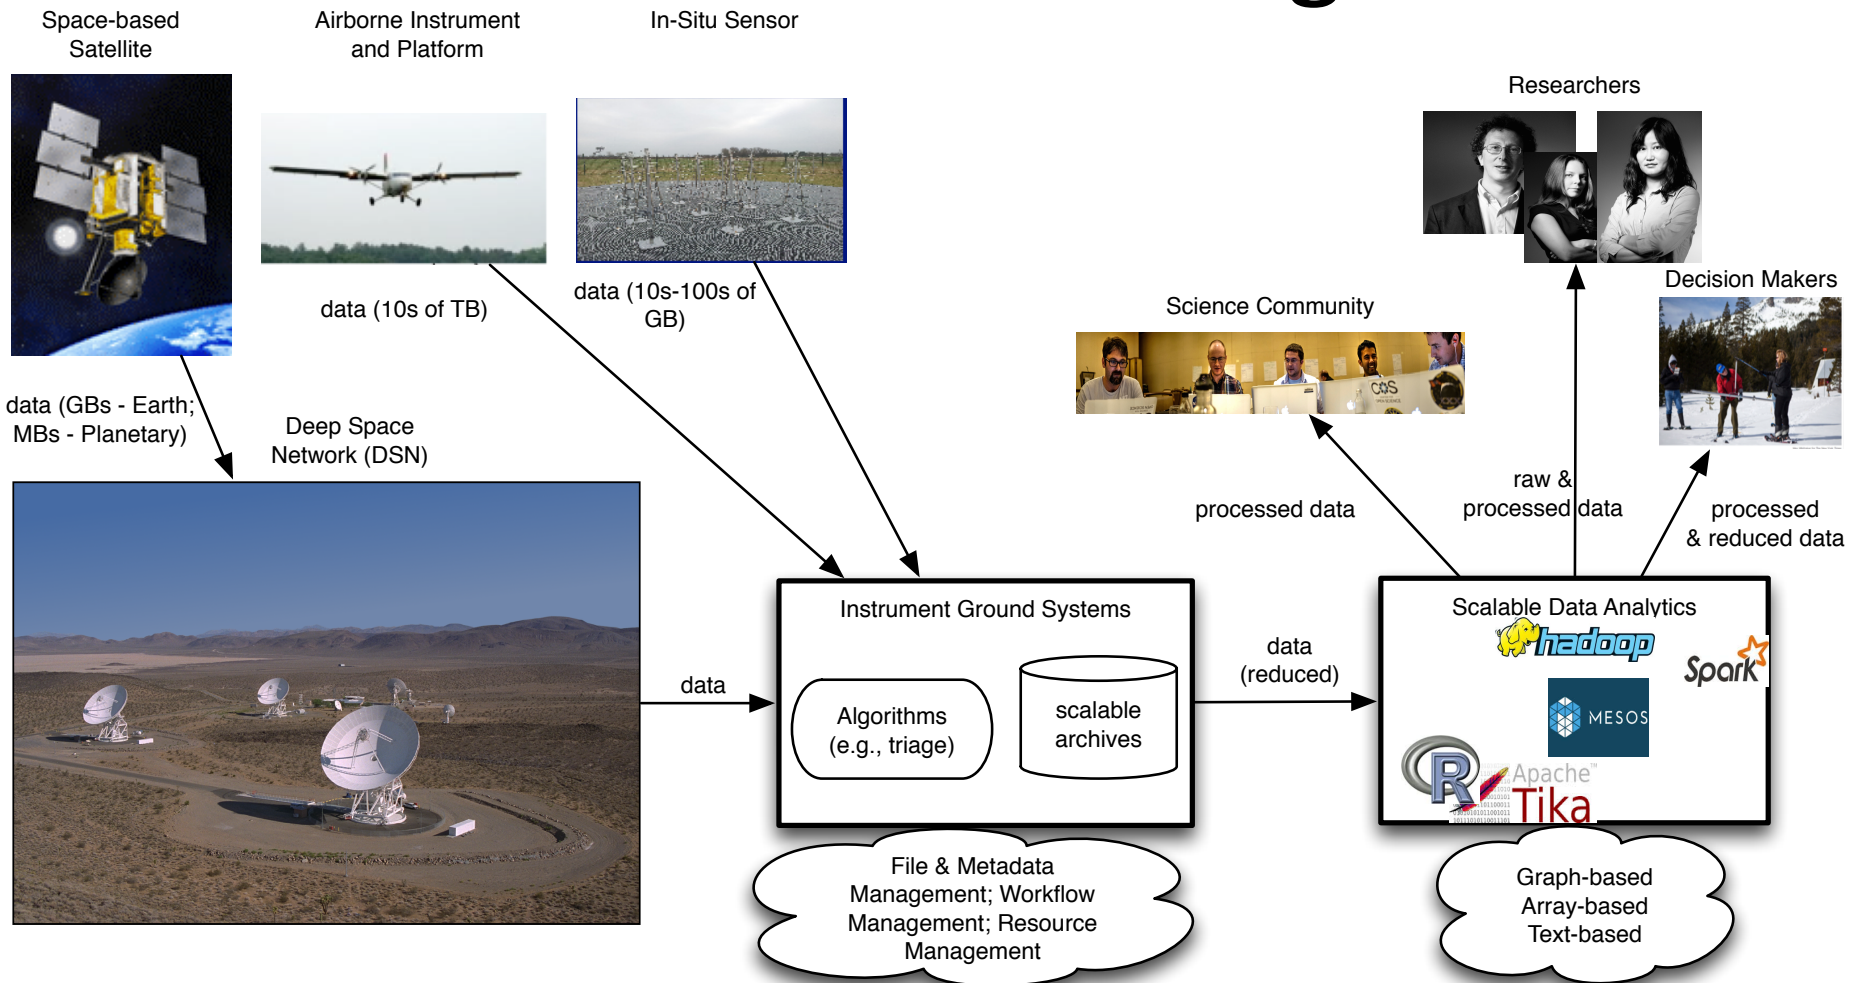 Space-based
Satellite
Airborne Instrument
and Platform
In-Situ Sensor
Researchers
data (10s of TB)
data (10s-100s of
GB)
Science Community
Decision Makers
data (GBs - Earth;
MBs - Planetary)
Deep Space
Network (DSN)
COS
processed data
raw &
processed data
processed
& reduced data
data
Instrument Ground Systems
Algorithms
(e.g., triage)
scalable
archives
data
(reduced)
Scalable Data Analytics
hadoop
Spark
MESOS
R
Apache™
Tika
File & Metadata
Management; Workflow
Management; Resource
Management
Graph-based
Array-based
Text-based